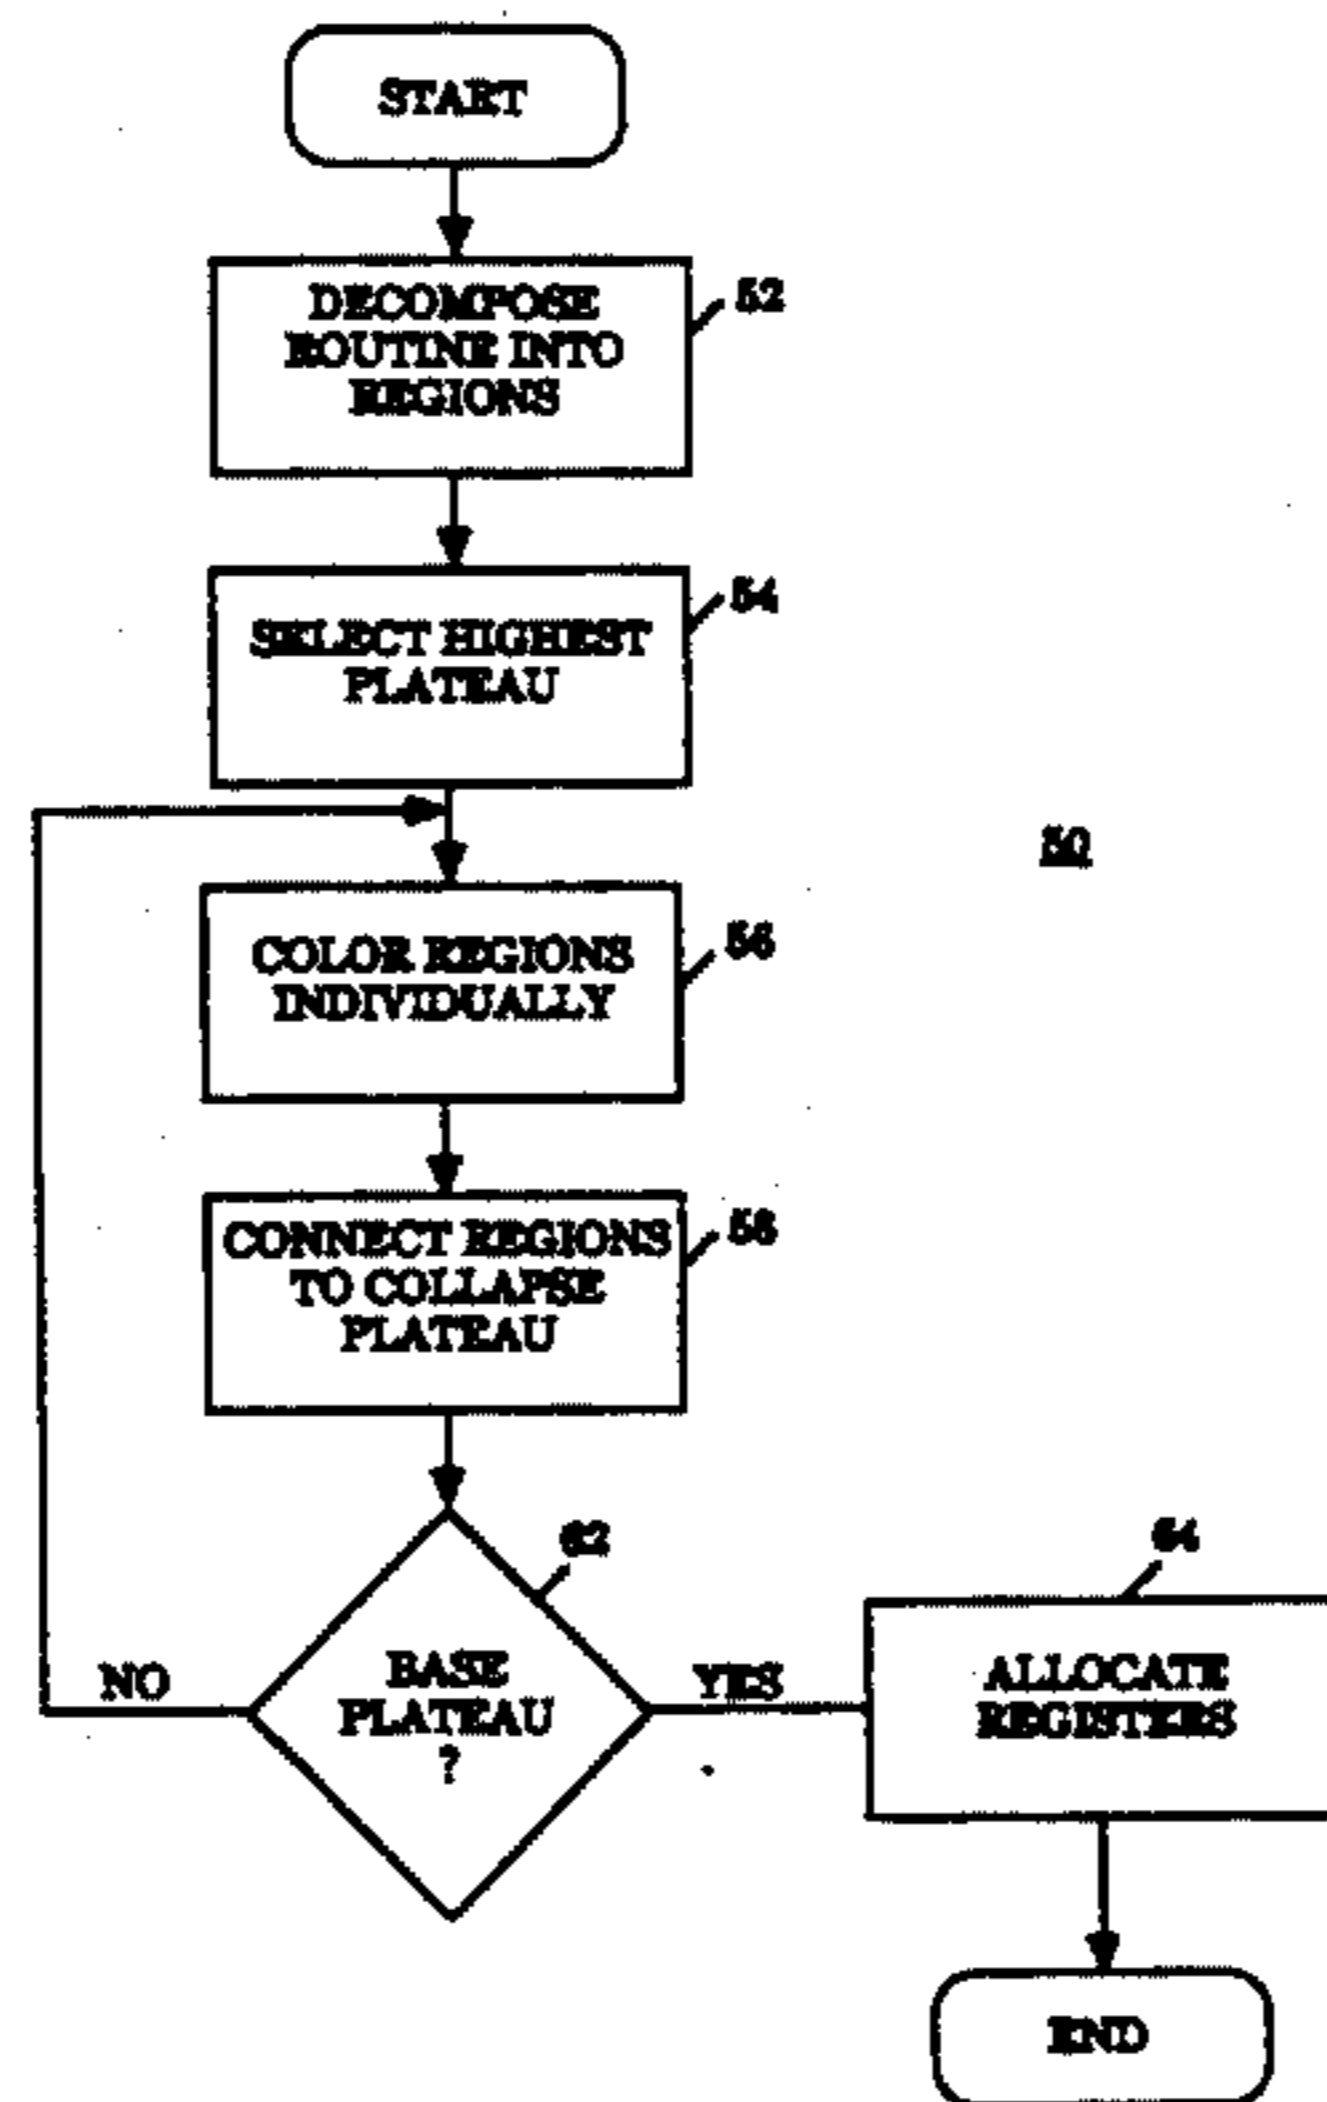 START
DECOMPOSE
ROUTINE INTO
REGIONS
52
SELECT HIGHEST
PLATEAU
54
50
COLOR REGIONS
INDIVIDUALLY
56
CONNECT REGIONS
TO COLLAPSE
PLATEAU
58
62
64
NO
BASE
PLATEAU
?
YES
ALLOCATE
REGISTERS
END